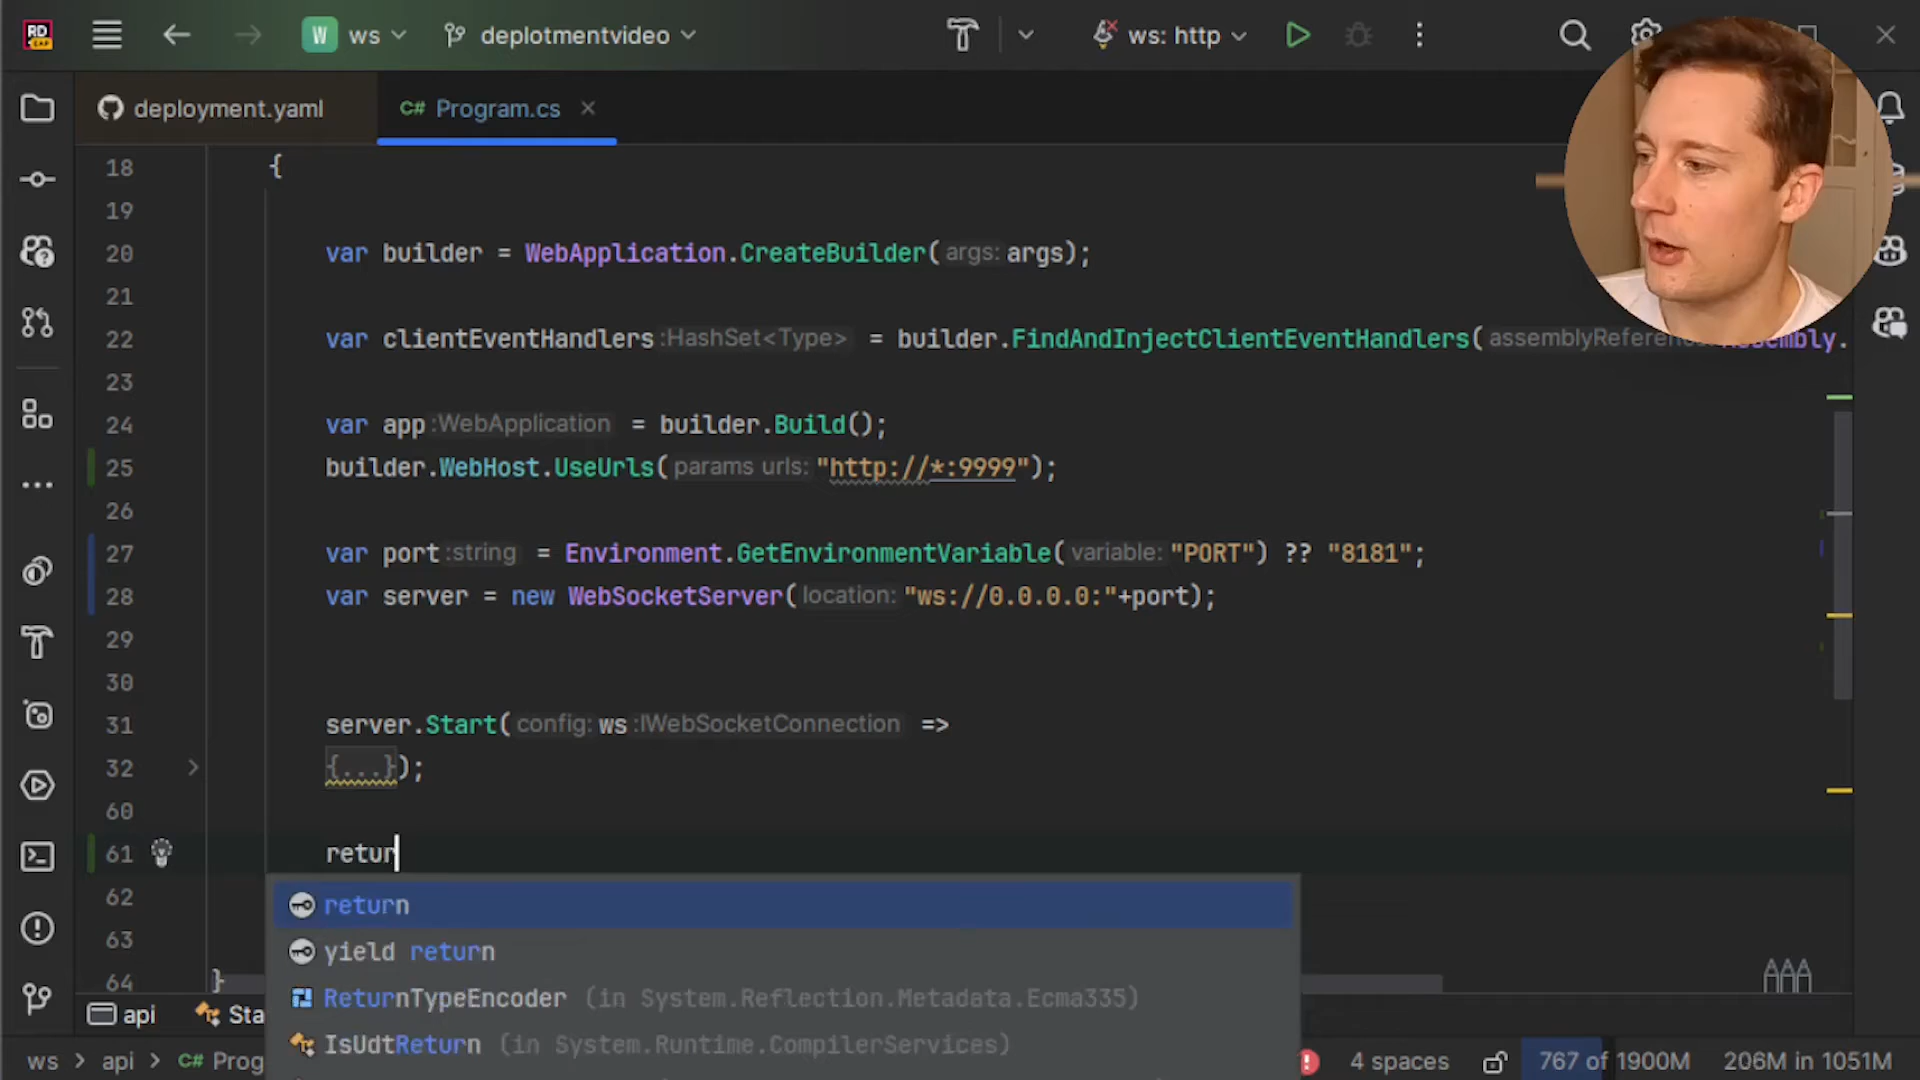 RD
EAP
W ws
deplotmentvideo
ws: http
deployment.yaml
C# Program.cs
18 {
19
20 var builder = WebApplication.CreateBuilder( args: args);
21
22 var clientEventHandlers :HashSet<Type> = builder.FindAndInjectClientEventHandlers(
23
24 var app :WebApplication = builder.Build();
25 builder.WebHost.UseUrls( params urls: "http://*:9999");
26
27 var port :string = Environment.GetEnvironmentVariable( variable: "PORT") ?? "8181";
28 var server = new WebSocketServer( location: "ws://0.0.0.0:"+port);
29
30
31 server.Start( config: ws :IWebSocketConnection =>
32 {...});
60
61 retur
62 return
yield return
63
64 }
ReturnTypeEncoder (in System.Reflection.Metadata.Ecma335)
api Sta
IsUdtReturn (in System.Runtime.CompilerServices)
ws > api > C# Prog
4 spaces
767 of 1900M
206M in 1051M